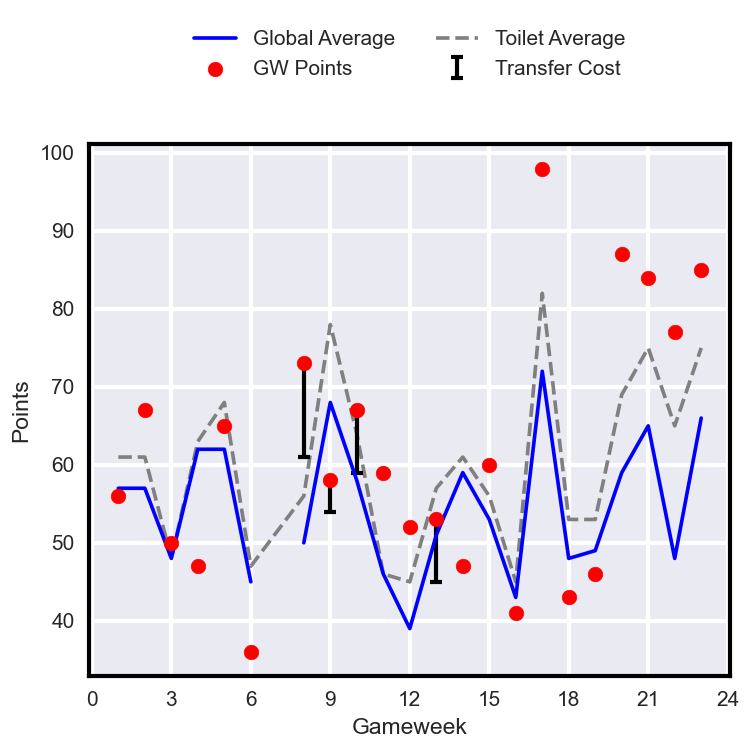 Global Average
Toilet Average
GW Points
Transfer Cost
100
90
80
70
60
50
40
Points
0 3 6 9 12 15 18 21 24
Gameweek